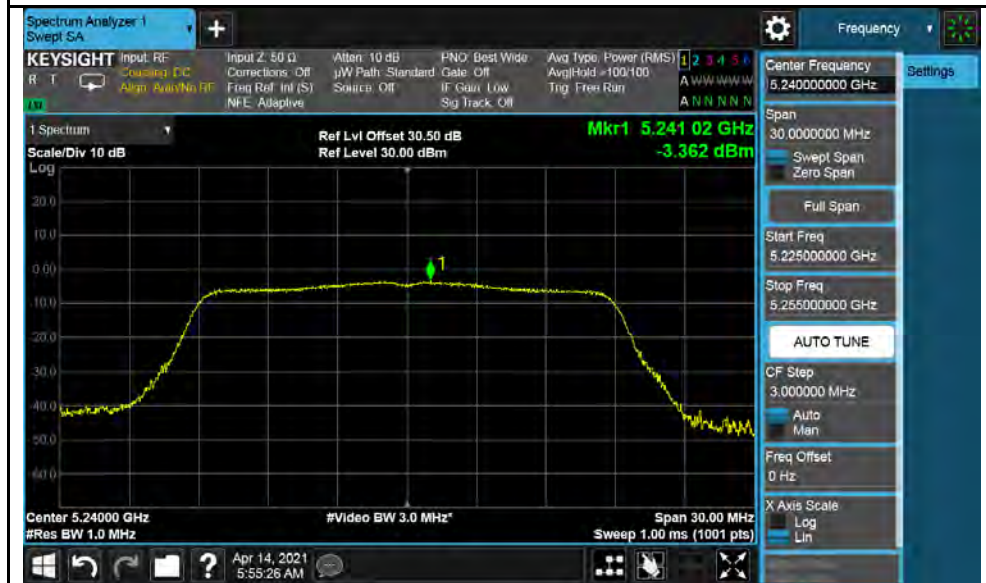 Spectrum Analyzer 1
Swept SA
+
Frequency
KEYSIGHT
R T
Input: RF
Coupling: DC
Align: Auto/No RF
Input Z: 50 Ω
Corrections: Off
Freq Ref: Int (S)
NFE: Adaptive
Atten: 10 dB
µW Path: Standard
Source: Off
PNO: Best Wide
Gate: Off
IF Gain: Low
Sig Track: Off
Avg Type: Power (RMS)
Avg|Hold: >100/100
Trig: Free Run
1 2 3 4 5 6
A W W W W W
A N N N N N
Center Frequency
5.240000000 GHz
Settings
Span
30.0000000 MHz
Swept Span
Zero Span
Full Span
Start Freq
5.225000000 GHz
Stop Freq
5.255000000 GHz
AUTO TUNE
CF Step
3.000000 MHz
Auto
Man
Freq Offset
0 Hz
X Axis Scale
Log
Lin
1 Spectrum
Scale/Div 10 dB
Log
Ref Lvl Offset 30.50 dB
Ref Level 30.00 dBm
Mkr1 5.241 02 GHz
-3.362 dBm
20.0
10.0
0.00
-10.0
-20.0
-30.0
-40.0
-50.0
-60.0
1
Center 5.24000 GHz
#Res BW 1.0 MHz
#Video BW 3.0 MHz*
Span 30.00 MHz
Sweep 1.00 ms (1001 pts)
?
Apr 14, 2021
5:55:26 AM